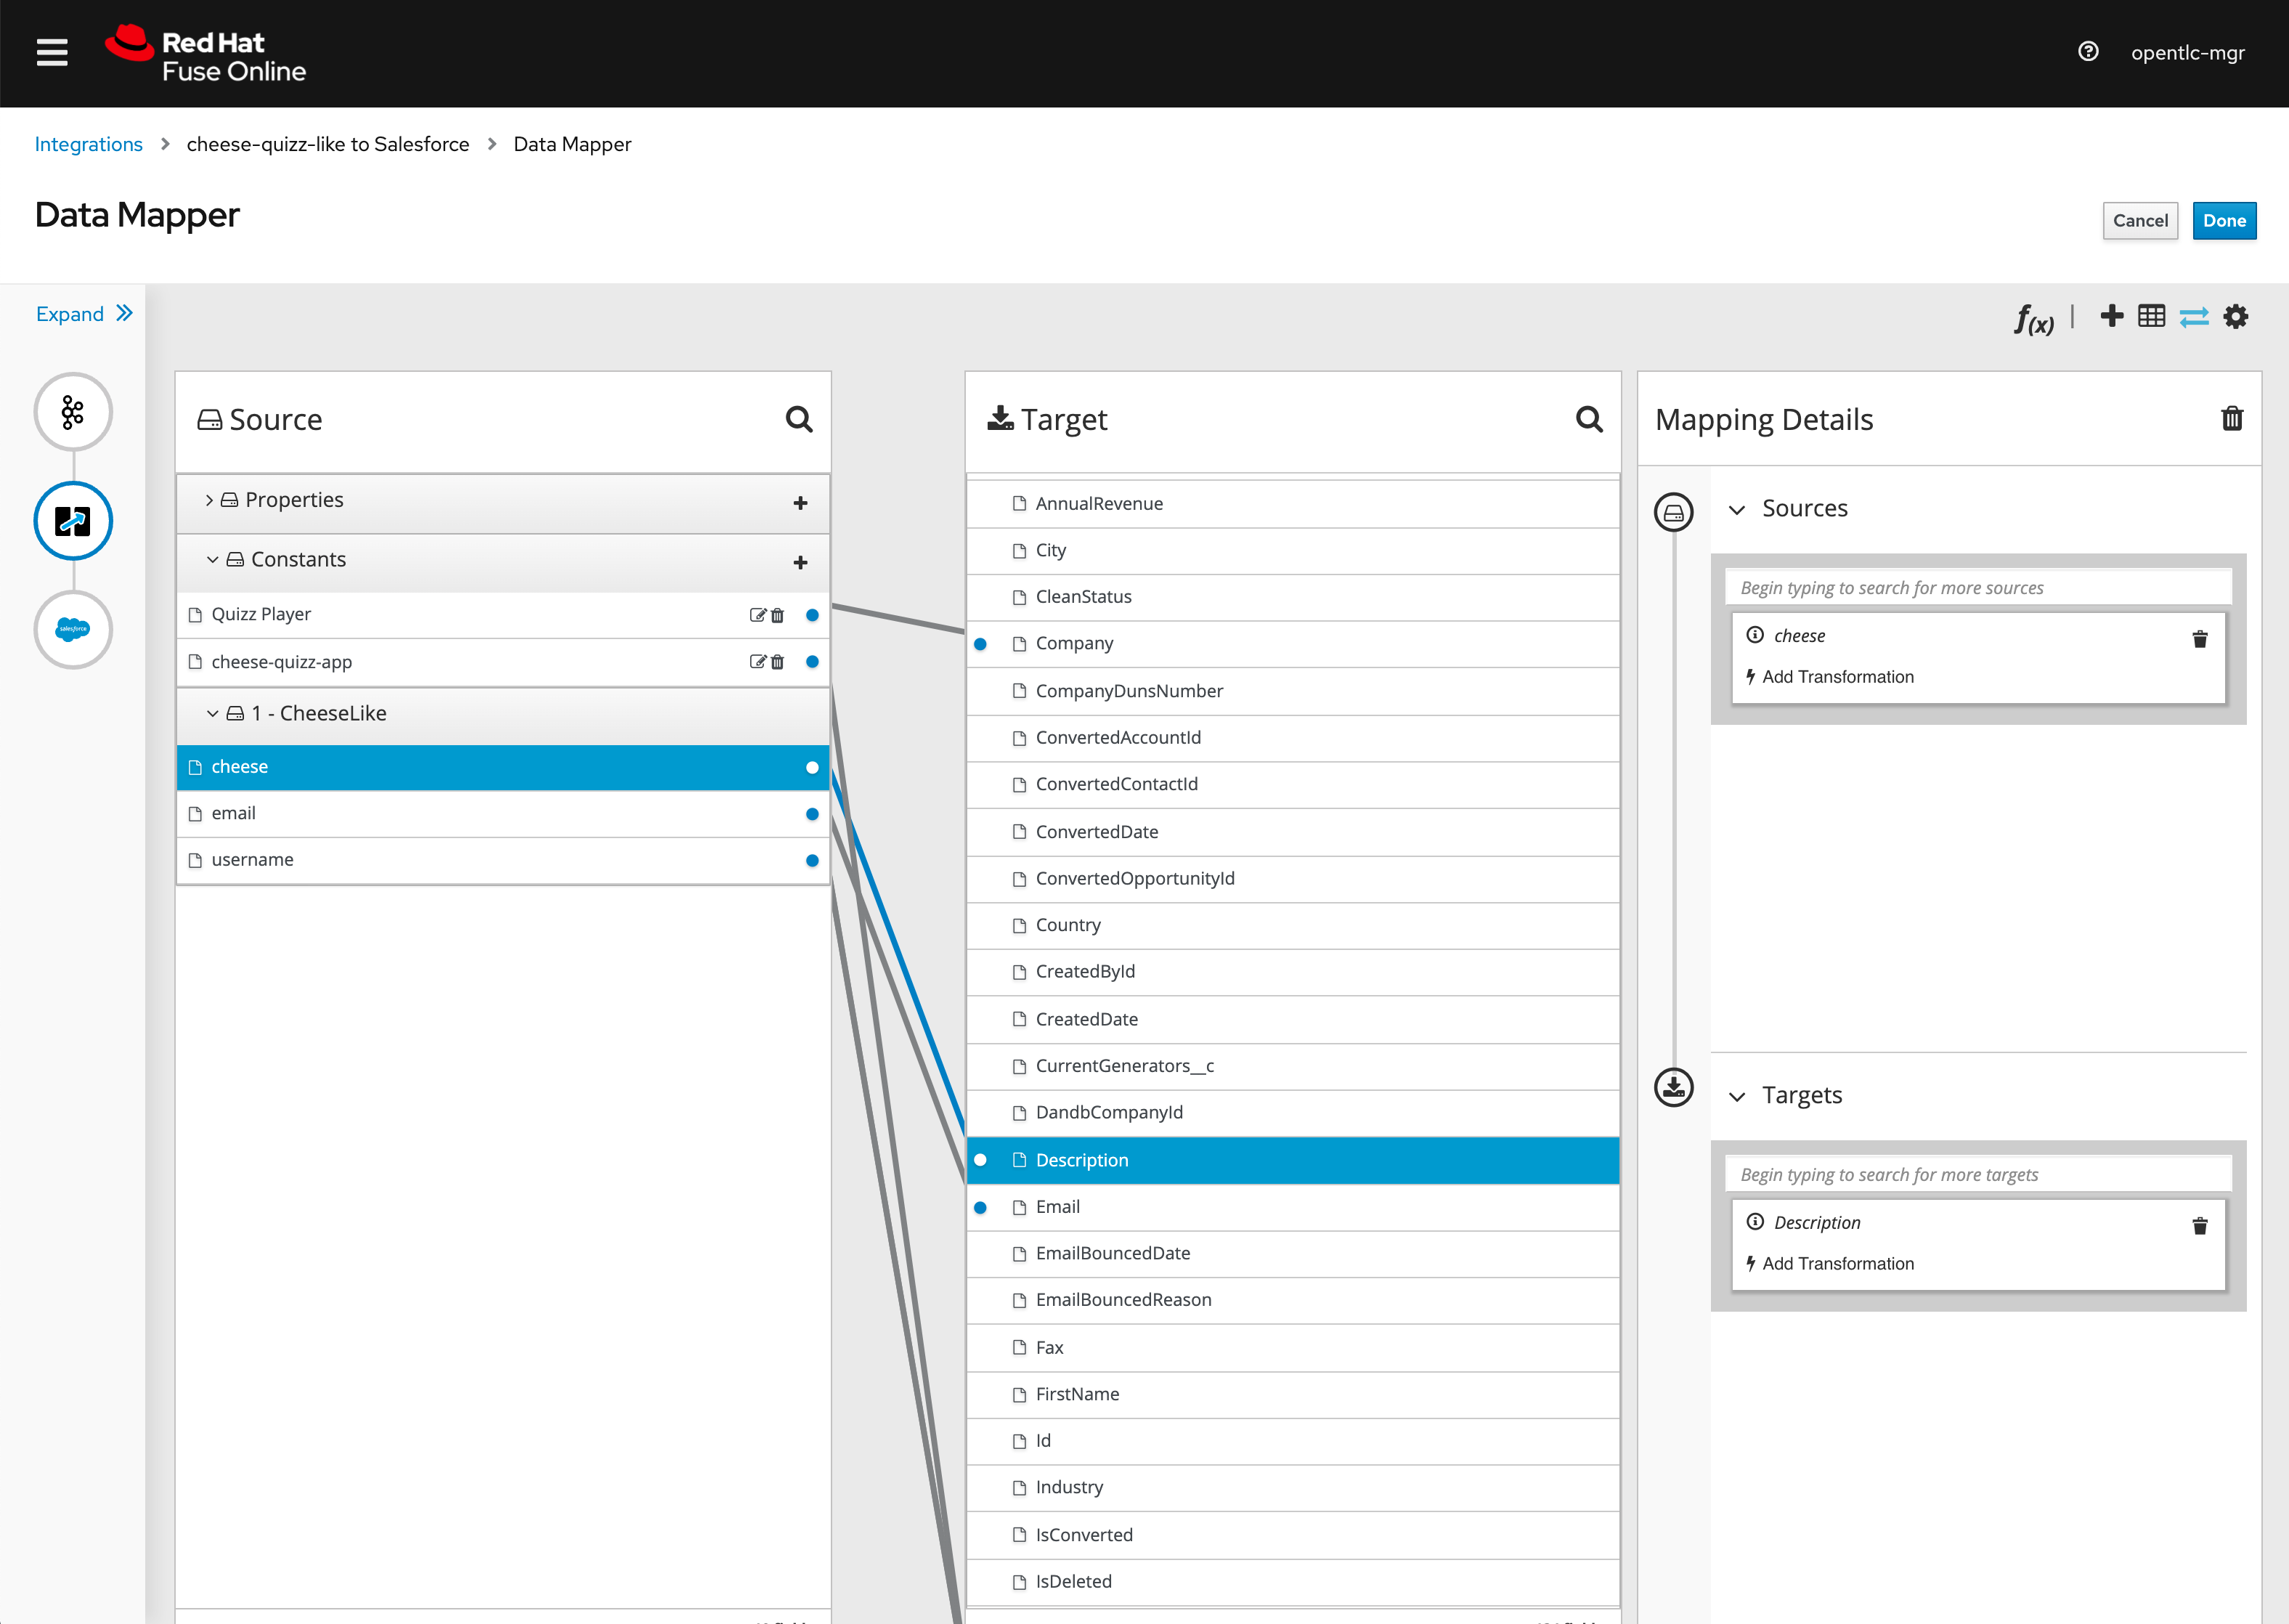 Red Hat
Fuse Online
opentlc-mgr
Integrations > cheese-quizz-like to Salesforce > Data Mapper
Data Mapper
Cancel
Done
Expand
f(x)
salesforce
Source
Properties
Constants
Quizz Player
cheese-quizz-app
1 - CheeseLike
cheese
email
username
Target
AnnualRevenue
City
CleanStatus
Company
CompanyDunsNumber
ConvertedAccountId
ConvertedContactId
ConvertedDate
ConvertedOpportunityId
Country
CreatedById
CreatedDate
CurrentGenerators__c
DandbCompanyId
Description
Email
EmailBouncedDate
EmailBouncedReason
Fax
FirstName
Id
Industry
IsConverted
IsDeleted
Mapping Details
Sources
Begin typing to search for more sources
cheese
Add Transformation
Targets
Begin typing to search for more targets
Description
Add Transformation